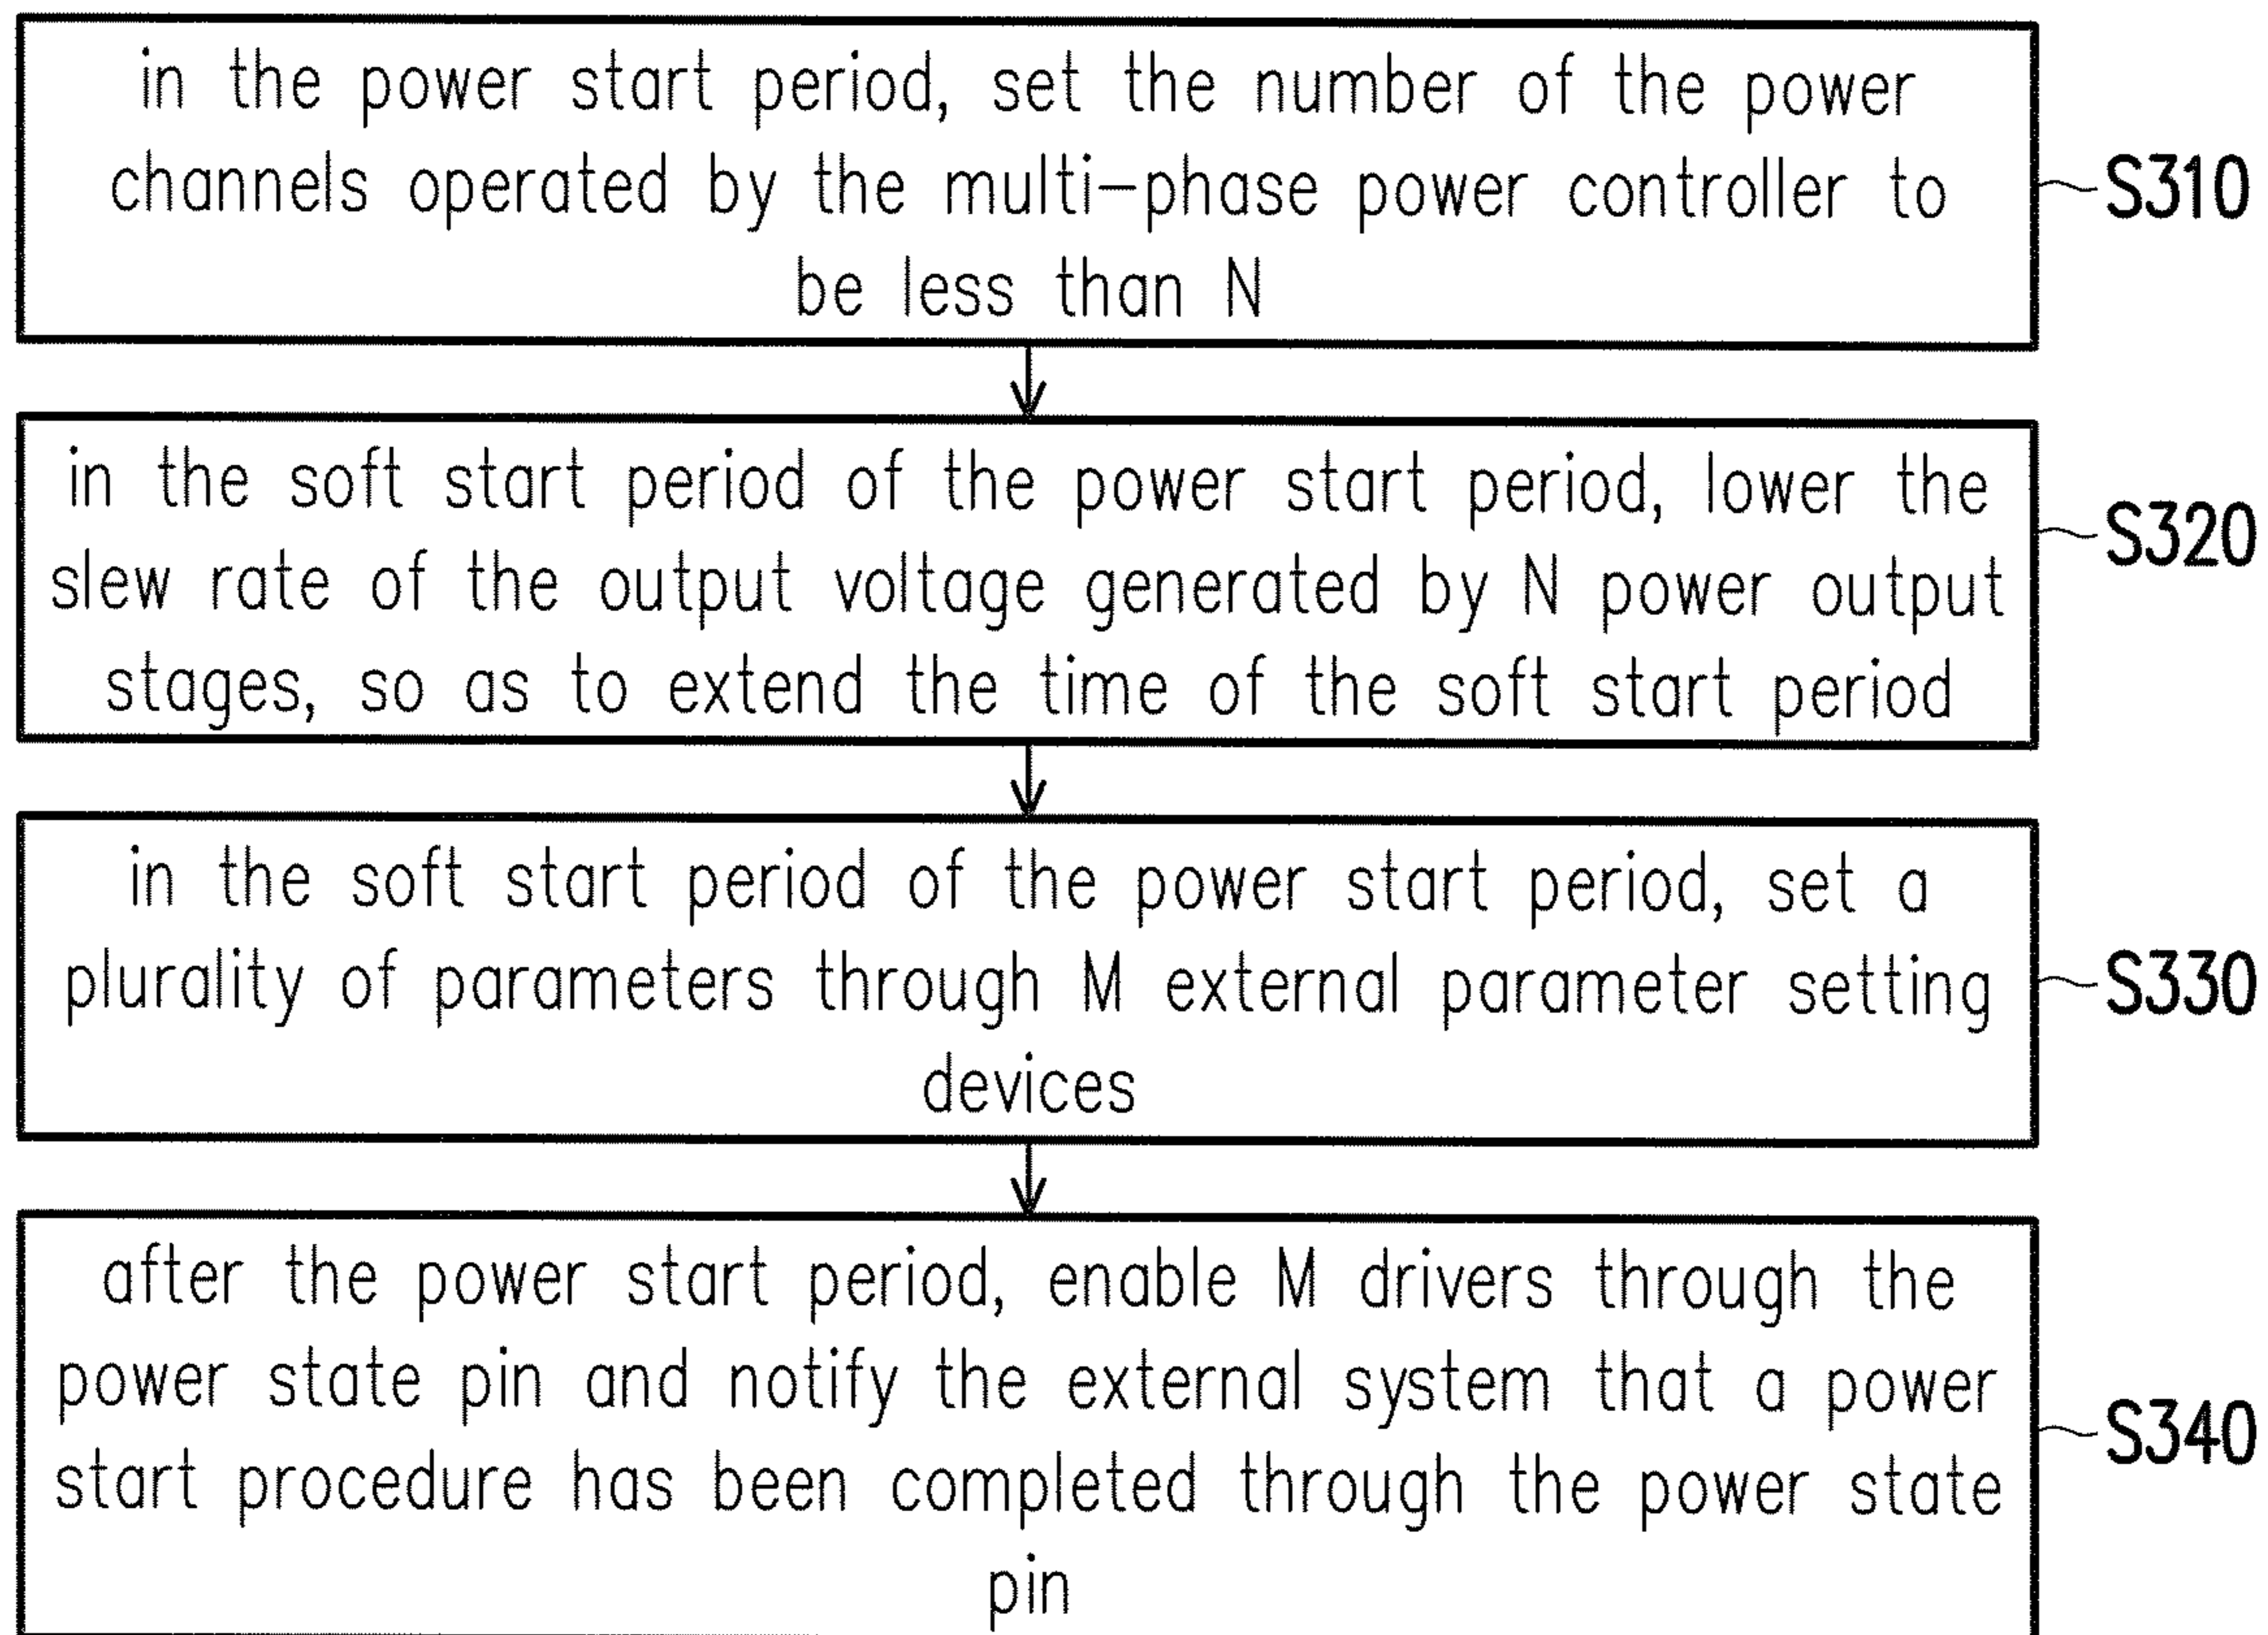 in the power start period, set the number of the power
channels operated by the multi-phase power controller to
be less than N
S310
in the soft start period of the power start period, lower the
slew rate of the output voltage generated by N power output
stages, so as to extend the time of the soft start period
S320
in the soft start period of the power start period, set a
plurality of parameters through M external parameter setting
devices
S330
after the power start period, enable M drivers through the
power state pin and notify the external system that a power
start procedure has been completed through the power state
pin
S340